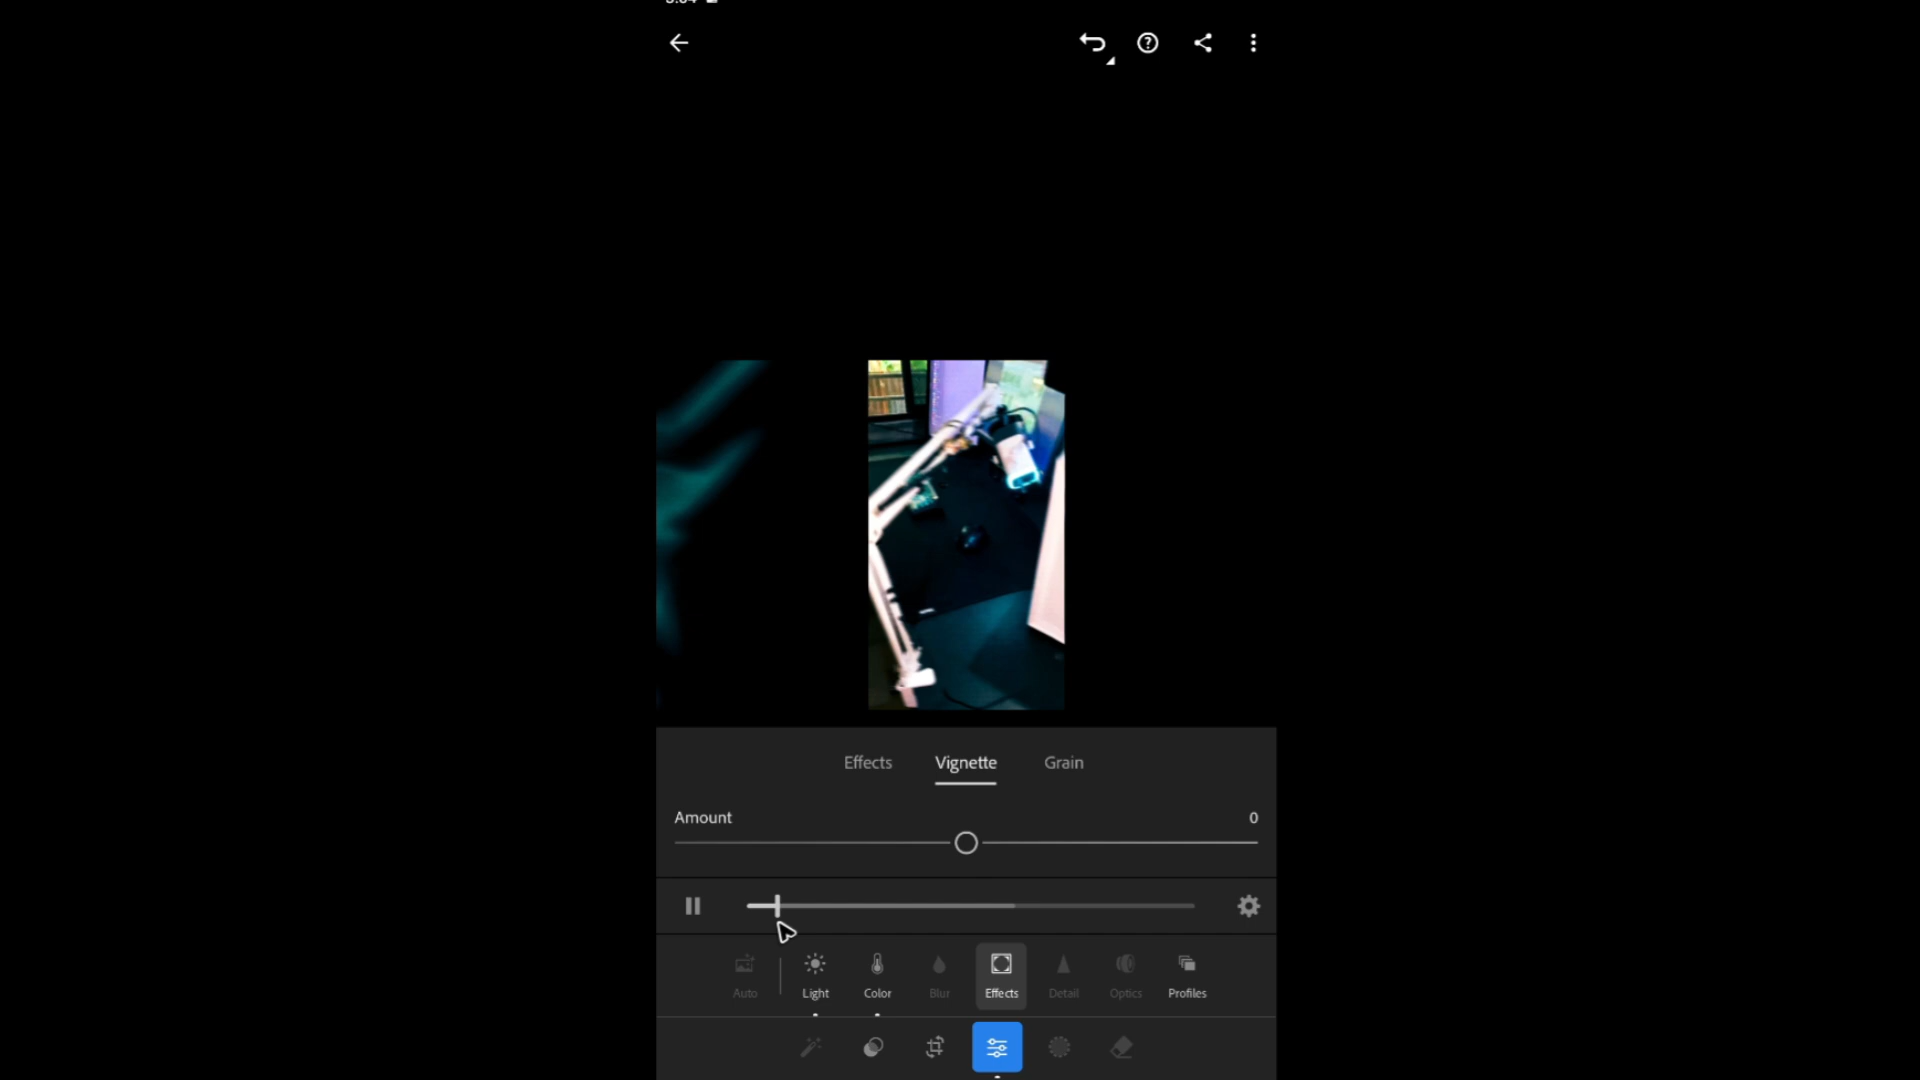 Effects Vignette Grain
Amount 0
Auto Light Color Blur Effects Detail Optics Profiles